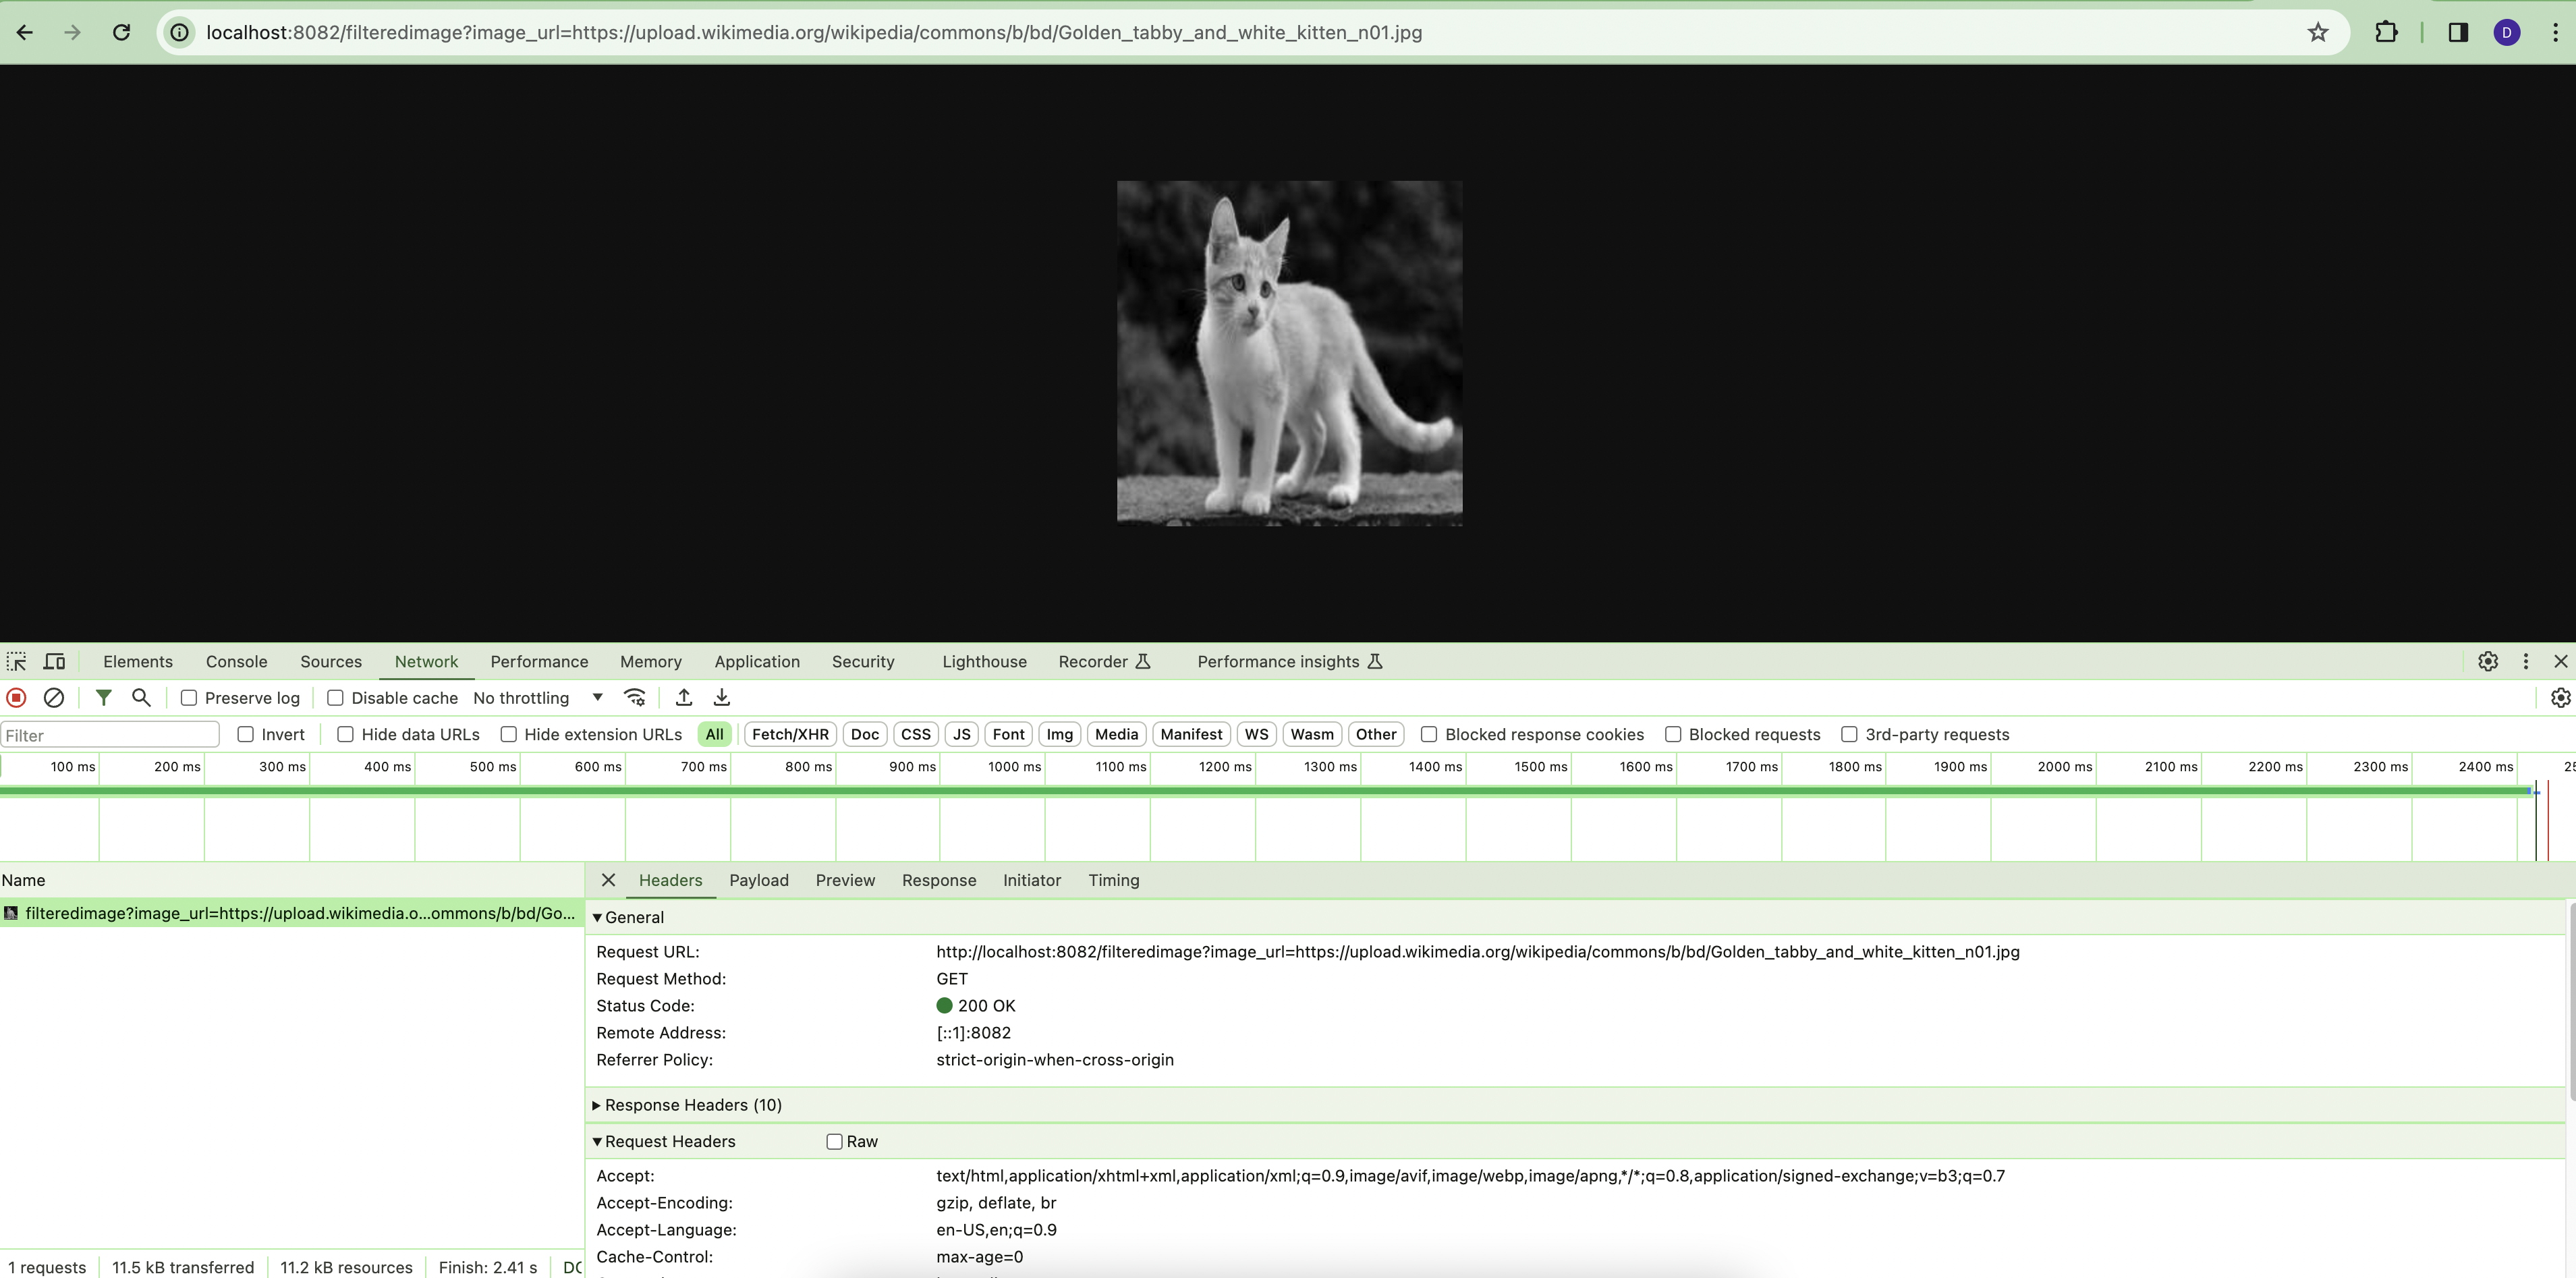 localhost:8082/filteredimage?image_url=https://upload.wikimedia.org/wikipedia/commons/b/bd/Golden_tabby_and_white_kitten_n01.jpg
D
Elements Console Sources Network Performance Memory Application Security Lighthouse Recorder Performance insights
Preserve log Disable cache No throttling
Filter Invert Hide data URLs Hide extension URLs All Fetch/XHR Doc CSS JS Font Img Media Manifest WS Wasm Other Blocked response cookies Blocked requests 3rd-party requests
100 ms 200 ms 300 ms 400 ms 500 ms 600 ms 700 ms 800 ms 900 ms 1000 ms 1100 ms 1200 ms 1300 ms 1400 ms 1500 ms 1600 ms 1700 ms 1800 ms 1900 ms 2000 ms 2100 ms 2200 ms 2300 ms 2400 ms
Name
filteredimage?image_url=https://upload.wikimedia.o...ommons/b/bd/Go...
Headers Payload Preview Response Initiator Timing
General
Request URL: http://localhost:8082/filteredimage?image_url=https://upload.wikimedia.org/wikipedia/commons/b/bd/Golden_tabby_and_white_kitten_n01.jpg
Request Method: GET
Status Code: 200 OK
Remote Address: [::1]:8082
Referrer Policy: strict-origin-when-cross-origin
Response Headers (10)
Request Headers Raw
Accept: text/html,application/xhtml+xml,application/xml;q=0.9,image/avif,image/webp,image/apng,*/*;q=0.8,application/signed-exchange;v=b3;q=0.7
Accept-Encoding: gzip, deflate, br
Accept-Language: en-US,en;q=0.9
Cache-Control: max-age=0
1 requests 11.5 kB transferred 11.2 kB resources Finish: 2.41 s